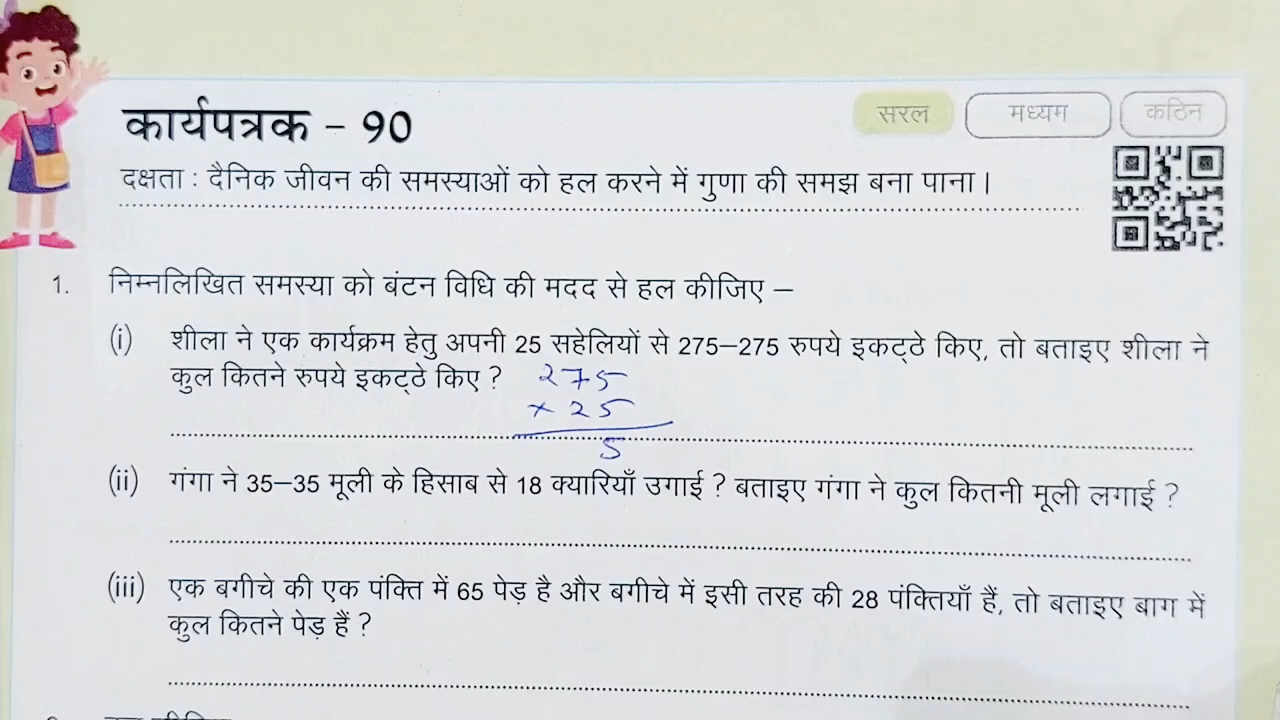 कार्यपत्रक – 90
सरल मध्यम कठिन
दक्षता : दैनिक जीवन की समस्याओं को हल करने में गुणा की समझ बना पाना।
1. निम्नलिखित समस्या को बंटन विधि की मदद से हल कीजिए –
(i) शीला ने एक कार्यक्रम हेतु अपनी 25 सहेलियों से 275–275 रुपये इकट्ठे किए, तो बताइए शीला ने
कुल कितने रुपये इकट्ठे किए ? 275
× 25
5
(ii) गंगा ने 35–35 मूली के हिसाब से 18 क्यारियाँ उगाई ? बताइए गंगा ने कुल कितनी मूली लगाई ?
(iii) एक बगीचे की एक पंक्ति में 65 पेड़ है और बगीचे में इसी तरह की 28 पंक्तियाँ हैं, तो बताइए बाग में
कुल कितने पेड़ हैं ?